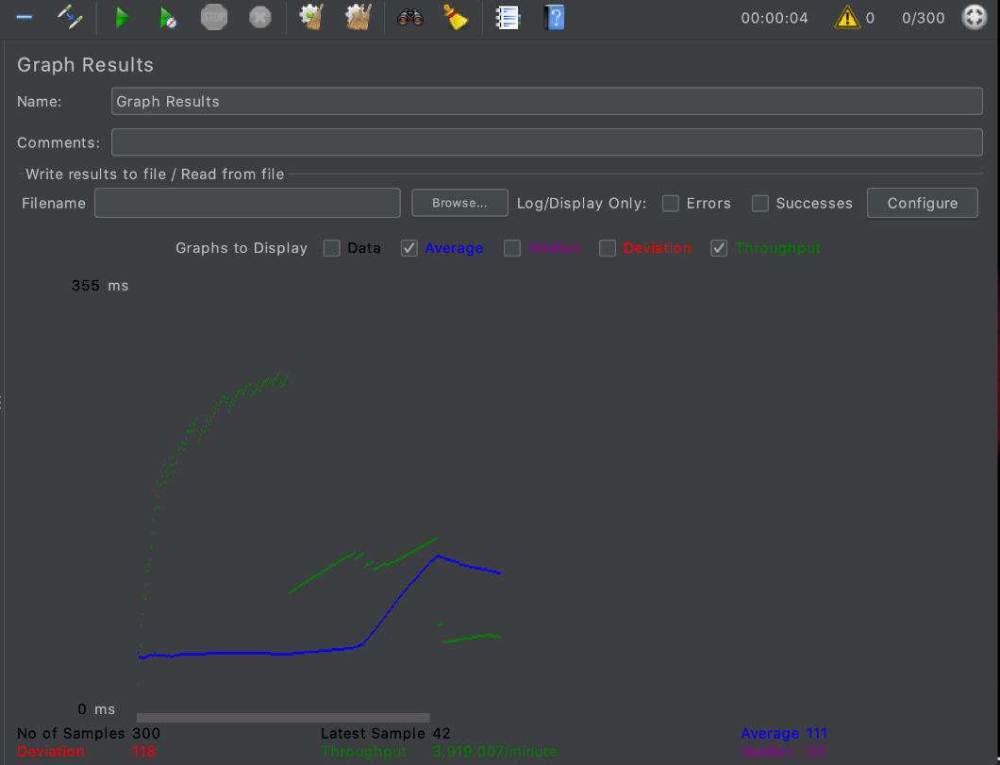 STOP
00:00:04 0 0/300
Graph Results
Name: Graph Results
Comments:
Write results to file / Read from file
Filename Browse... Log/Display Only: Errors Successes Configure
Graphs to Display Data Average Median Deviation Throughput
355 ms
0 ms
No of Samples 300 Latest Sample 42 Average 111
Deviation 118 Throughput 3,919.007/minute Median